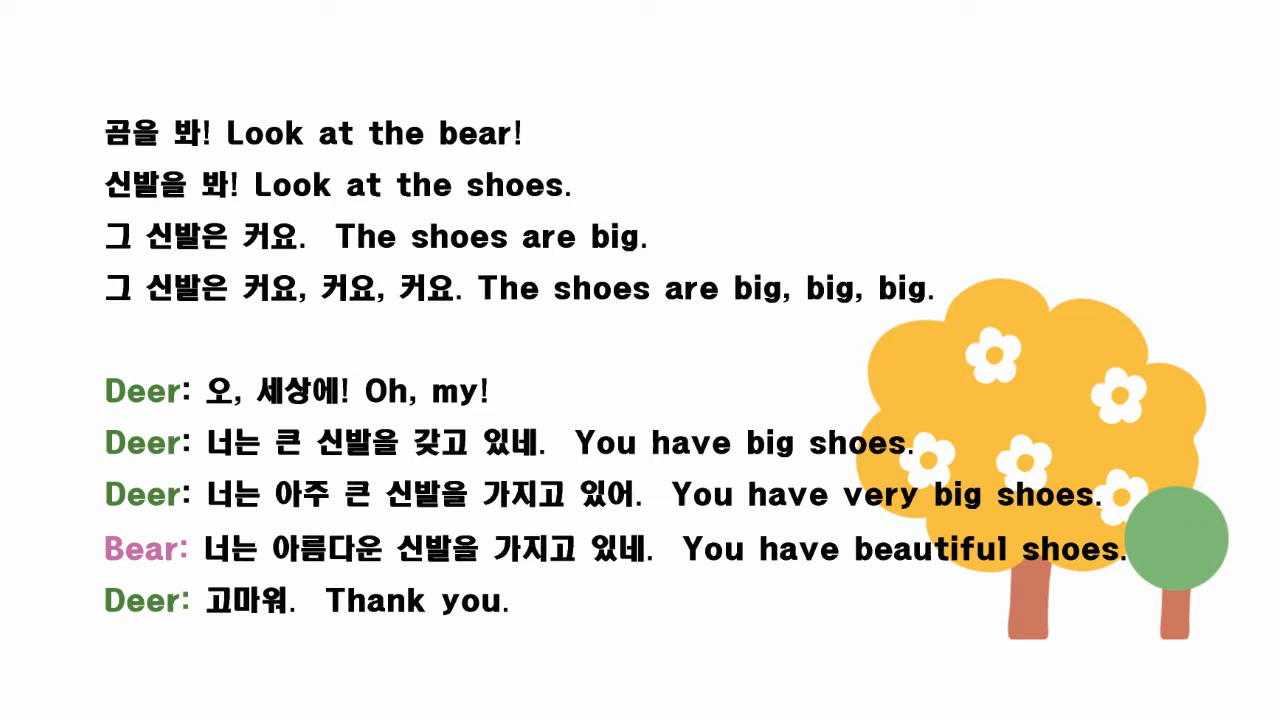 곰을 봐! Look at the bear!
신발을 봐! Look at the shoes.
그 신발은 커요. The shoes are big.
그 신발은 커요, 커요, 커요. The shoes are big, big, big.
Deer: 오, 세상에! Oh, my!
Deer: 너는 큰 신발을 갖고 있네. You have big shoes.
Deer: 너는 아주 큰 신발을 가지고 있어. You have very big shoes.
Bear: 너는 아름다운 신발을 가지고 있네. You have beautiful shoes.
Deer: 고마워. Thank you.